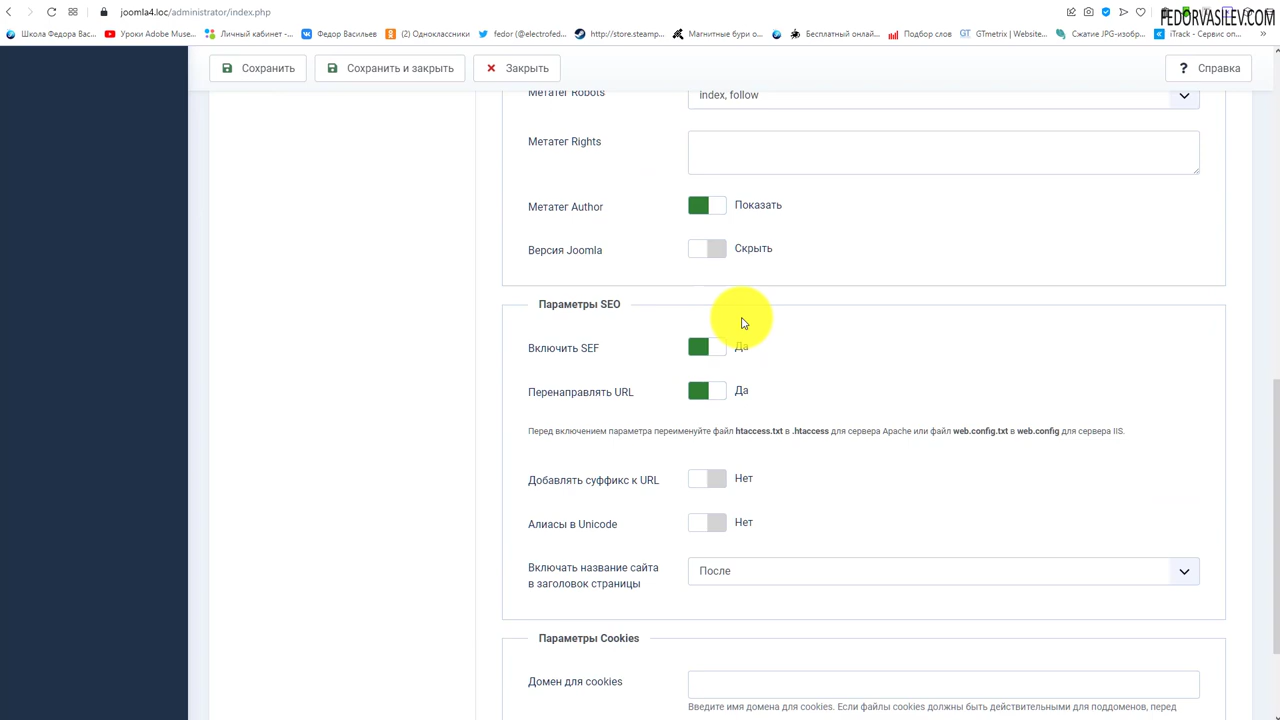 joomla4.loc/administrator/index.php
FEDORVASILEV.COM
Школа Федора Вас...
Уроки Adobe Muse...
Личный кабинет -...
Федор Васильев
(2) Одноклассники
fedor (@electrofed...
http://store.steamp...
Магнитные бури о...
Бесплатный онлай...
Подбор слов
GTmetrix | Website...
Сжатие JPG-изобр...
iTrack - Сервис оп...
Сохранить
Сохранить и закрыть
Закрыть
? Справка
Метатег Robots
index, follow
Метатег Rights
Метатег Author
Показать
Версия Joomla
Скрыть
Параметры SEO
Включить SEF
Да
Перенаправлять URL
Да
Перед включением параметра переименуйте файл htaccess.txt в .htaccess для сервера Apache или файл web.config.txt в web.config для сервера IIS.
Добавлять суффикс к URL
Нет
Алиасы в Unicode
Нет
Включать название сайта
в заголовок страницы
После
Параметры Cookies
Домен для cookies
Введите имя домена для cookies. Если файлы cookies должны быть действительными для поддоменов, перед